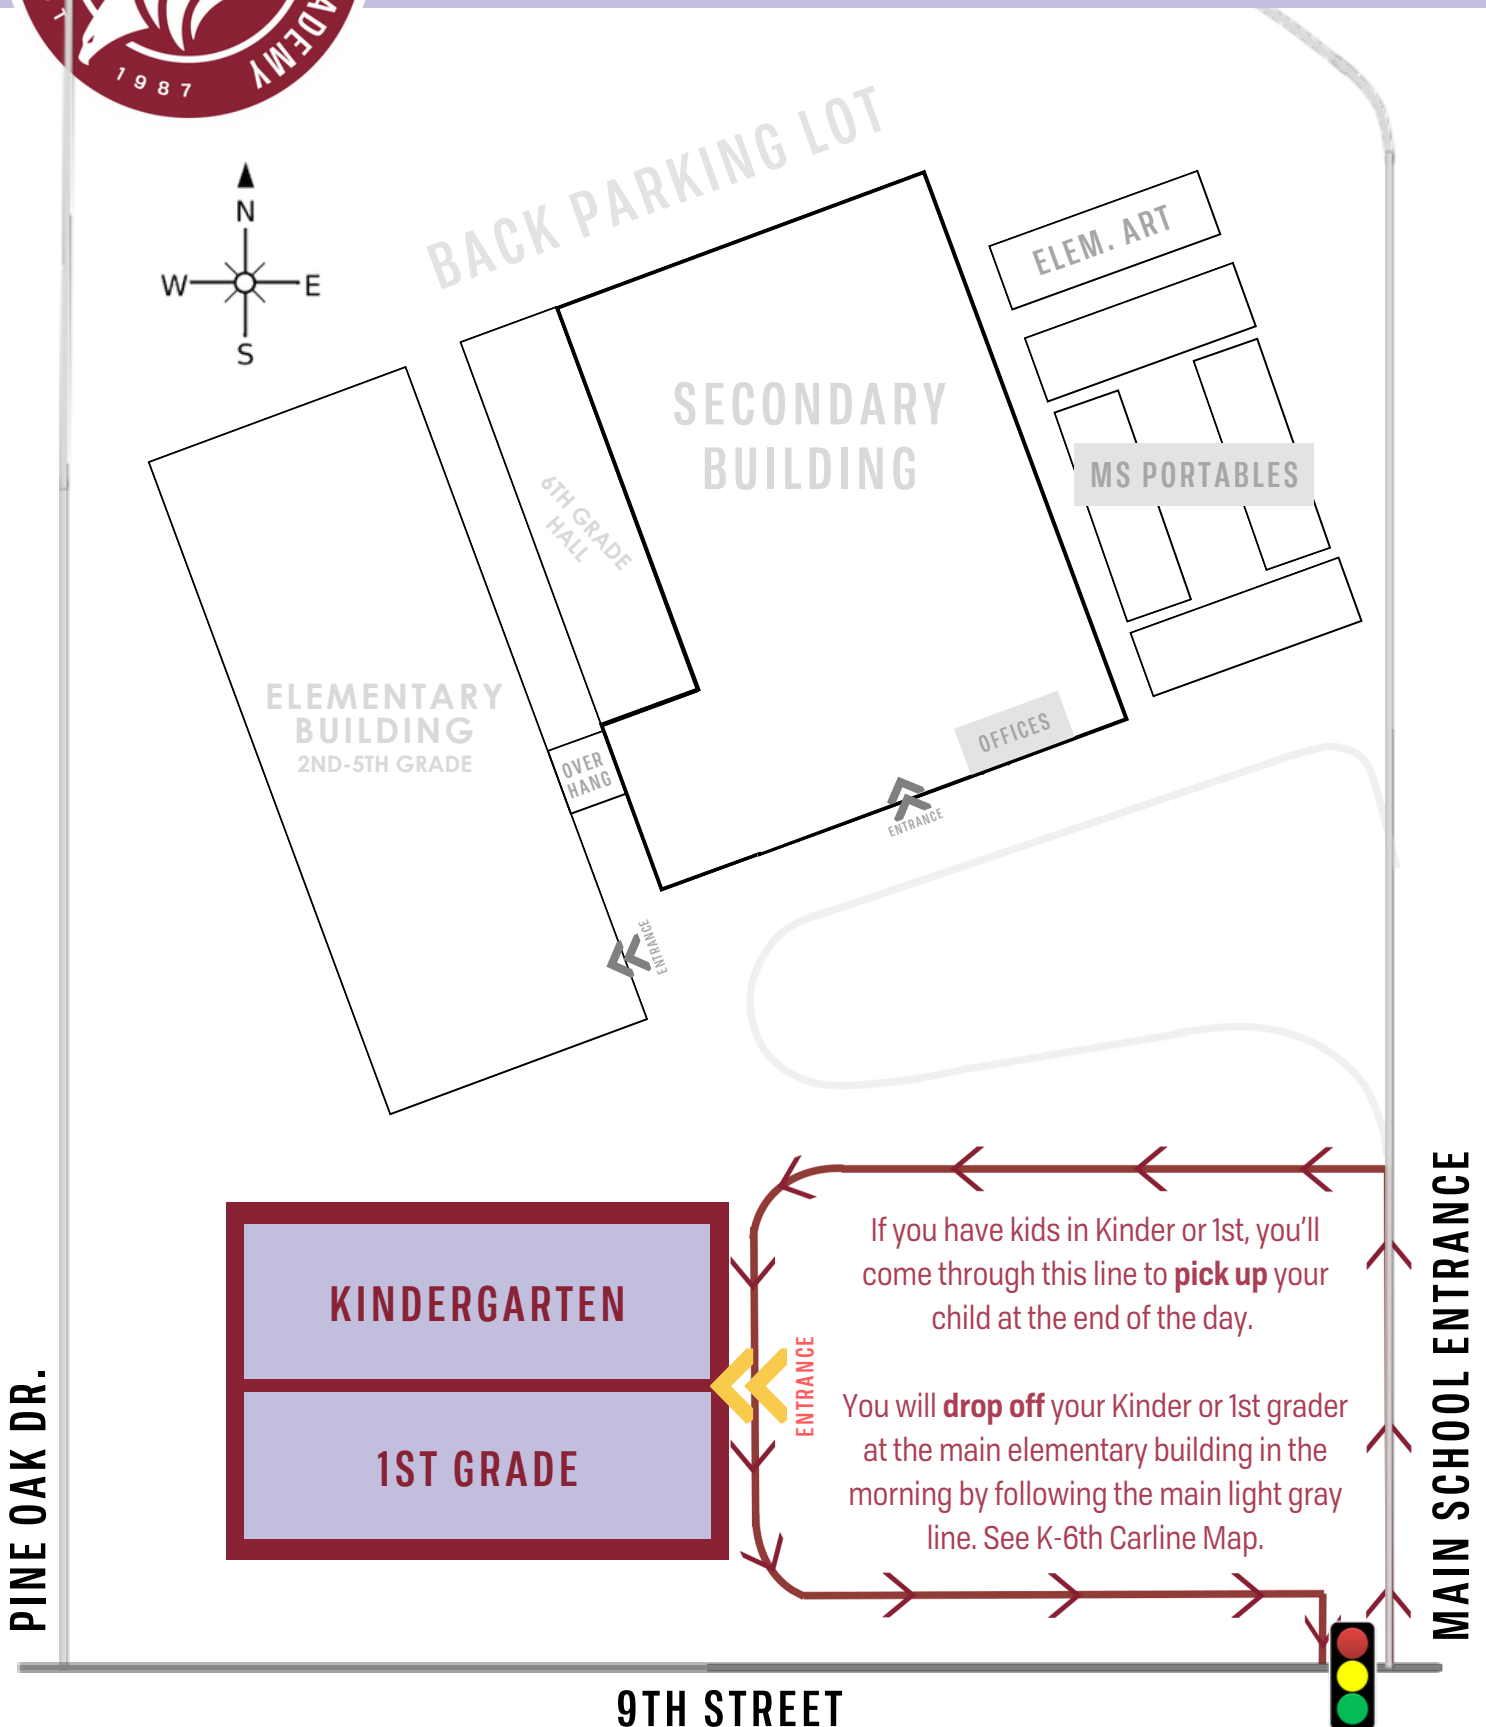 ADEMY
1987
N
W
E
S
BACK PARKING LOT
ELEM. ART
SECONDARY
BUILDING
MS PORTABLES
6TH GRADE
HALL
ELEMENTARY
BUILDING
2ND-5TH GRADE
OVER
HANG
OFFICES
ENTRANCE
ENTRANCE
KINDERGARTEN
1ST GRADE
ENTRANCE
If you have kids in Kinder or 1st, you'll
come through this line to pick up your
child at the end of the day.
You will drop off your Kinder or 1st grader
at the main elementary building in the
morning by following the main light gray
line. See K-6th Carline Map.
PINE OAK DR.
MAIN SCHOOL ENTRANCE
9TH STREET